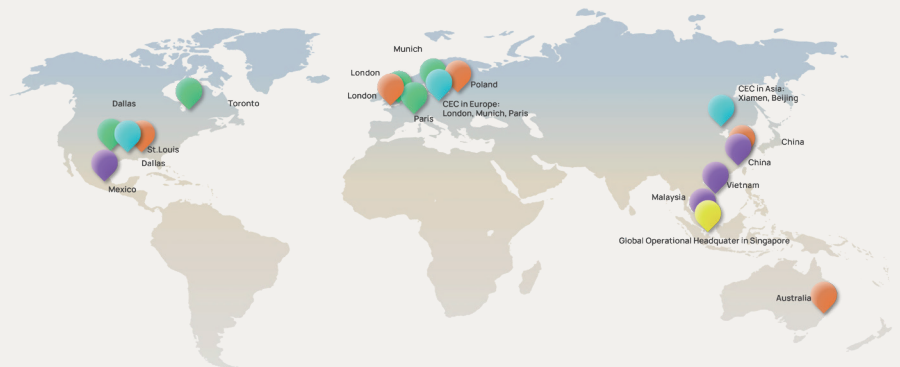 Munich
London
Poland
London
CEC in Europe:
London, Munich, Paris
Paris
Dallas
Toronto
St.Louis
Dallas
Mexico
CEC in Asia:
Xiamen, Beijing
China
China
Vietnam
Malaysia
Global Operational Headquater in Singapore
Australia